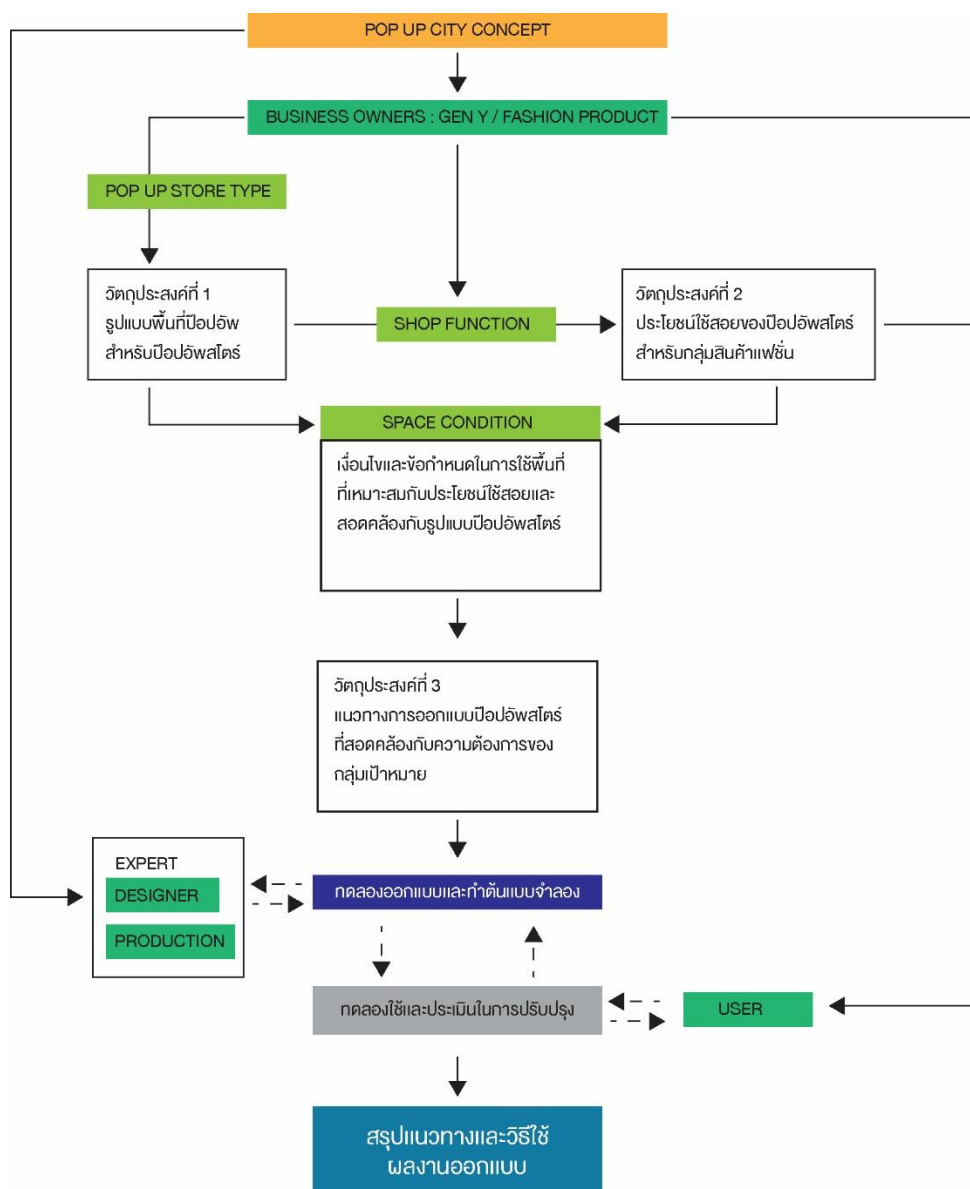 POP UP CITY CONCEPT
BUSINESS OWNERS : GEN Y / FASHION PRODUCT
POP UP STORE TYPE
วัตถุประสงค์ที่ 1
รูปแบบพื้นที่ป๊อปอัพ
สำหรับป๊อปอัพสโตร์
SHOP FUNCTION
วัตถุประสงค์ที่ 2
ประโยชน์ใช้สอยของป๊อปอัพสโตร์
สำหรับกลุ่มสินค้าแฟชั่น
SPACE CONDITION
เงื่อนไขและข้อกำหนดในการใช้พื้นที่
ที่เหมาะสมกับประโยชน์ใช้สอยและ
สอดคล้องกับรูปแบบป๊อปอัพสโตร์
วัตถุประสงค์ที่ 3
แนวทางการออกแบบป๊อปอัพสโตร์
ที่สอดคล้องกับความต้องการของ
กลุ่มเป้าหมาย
EXPERT
DESIGNER
PRODUCTION
ทดลองออกแบบและทำต้นแบบจำลอง
ทดลองใช้และประเมินในการปรับปรุง
USER
สรุปแนวทางและวิธีใช้
ผลงานออกแบบ